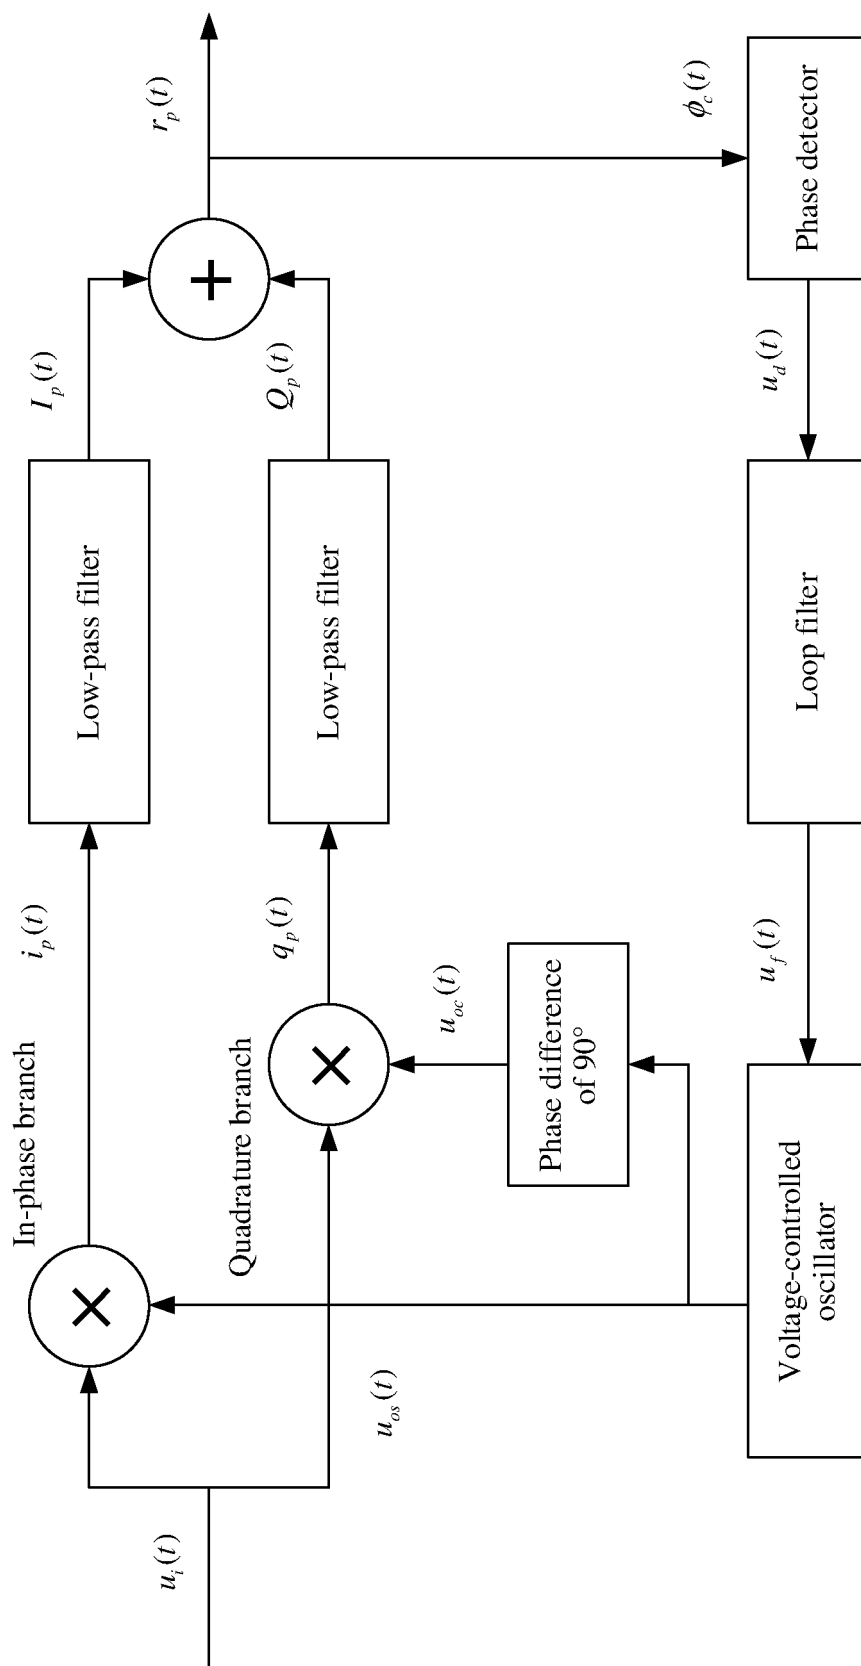 In-phase branch
i_p(t)
Low-pass filter
I_p(t)
u_i(t)
r_p(t)
+
×
Quadrature branch
q_p(t)
Low-pass filter
Q_p(t)
×
u_os(t)
u_oc(t)
Phase difference
of 90°
ϕ_c(t)
Voltage-controlled
oscillator
u_f(t)
Loop filter
u_d(t)
Phase detector